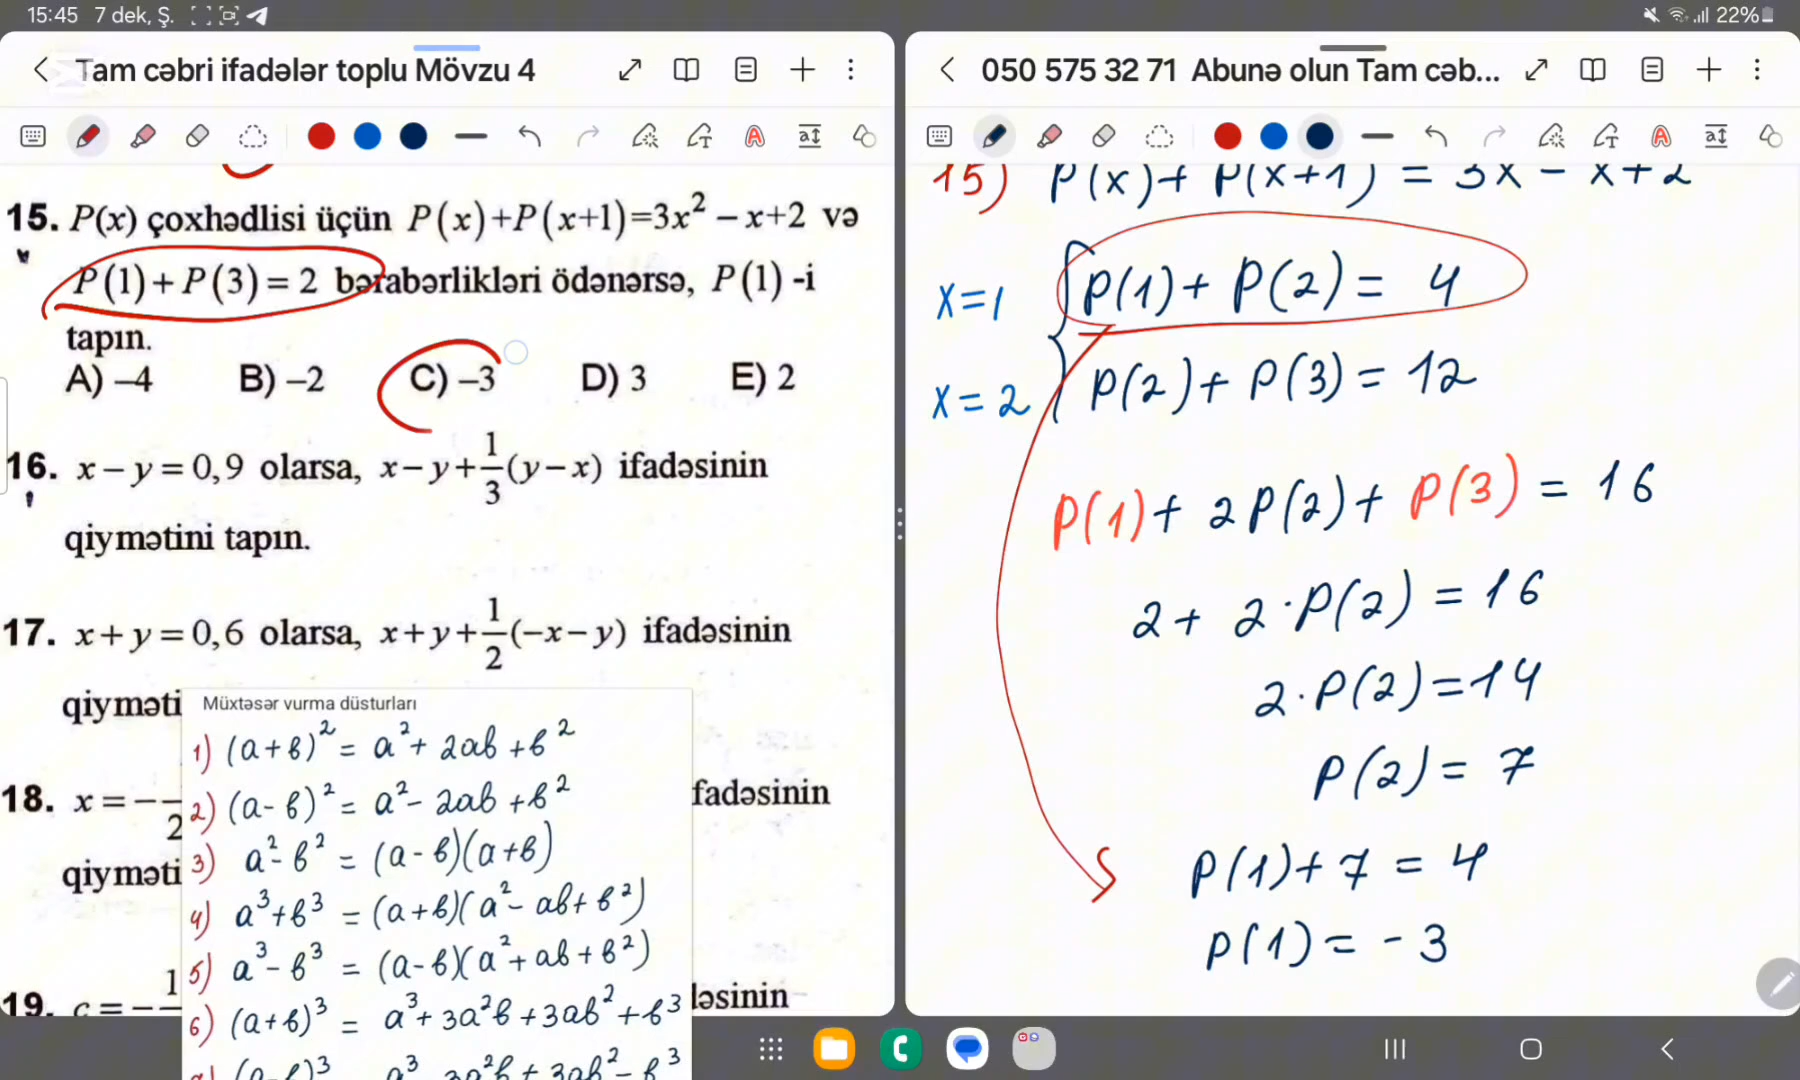 15:45 7 dek, Ş.
22%
Tam cəbri ifadələr toplu Mövzu 4
15. P(x) çoxhədlisi üçün P(x)+P(x+1)=3x² – x+2 və
P(1)+P(3)=2 bərabərlikləri ödənərsə, P(1) -i
tapın.
A) –4 B) –2 C) –3 D) 3 E) 2
16. x – y = 0,9 olarsa, x – y + 1/3 (y – x) ifadəsinin
qiymətini tapın.
17. x + y = 0,6 olarsa, x + y + 1/2 (–x – y) ifadəsinin
qiyməti
18. x = – 2 fadəsinin
qiyməti
19. c = – 1 ləsinin
Müxtəsər vurma düsturları
1) (a+b)² = a² + 2ab + b²
2) (a-b)² = a² - 2ab + b²
3) a² - b² = (a-b)(a+b)
4) a³+b³ = (a+b)(a² - ab + b²)
5) a³ - b³ = (a-b)(a² + ab + b²)
6) (a+b)³ = a³ + 3a²b + 3ab² + b³
050 575 32 71 Abunə olun Tam cəb...
15) P(x) + P(x+1) = 3x - x + 2
x=1 P(1) + P(2) = 4
x=2 P(2) + P(3) = 12
P(1) + 2P(2) + P(3) = 16
2 + 2·P(2) = 16
2·P(2) = 14
P(2) = 7
P(1) + 7 = 4
P(1) = - 3